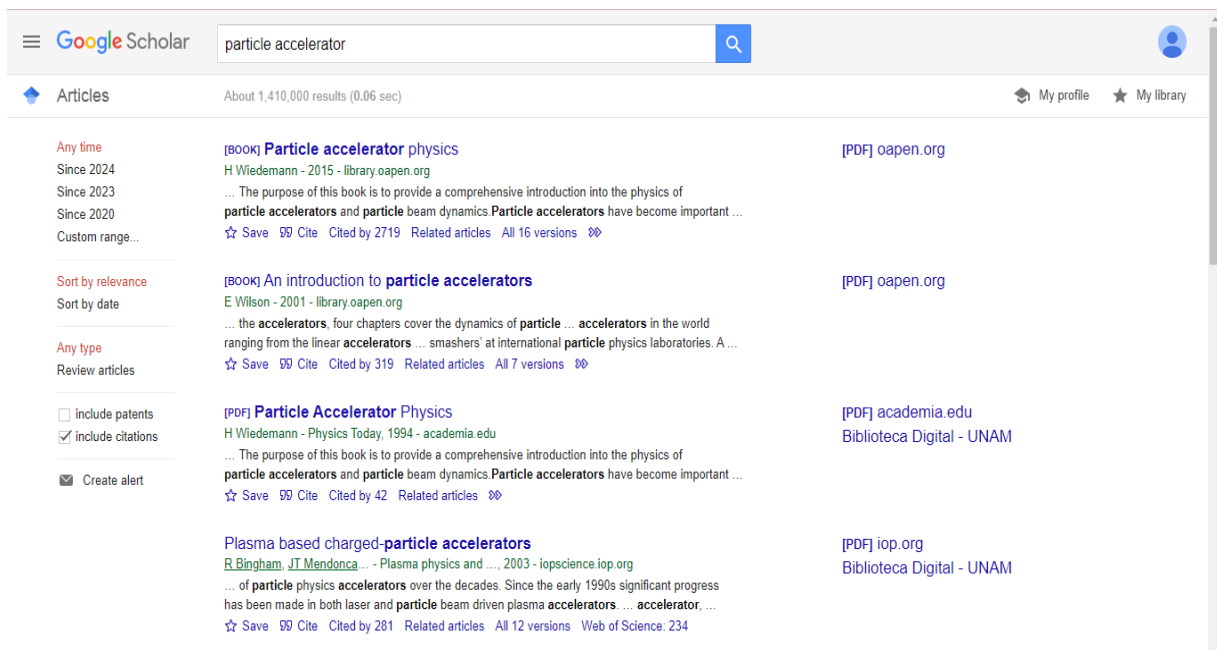 Google Scholar
particle accelerator
Articles
About 1,410,000 results (0.06 sec)
My profile
My library
Any time
Since 2024
Since 2023
Since 2020
Custom range...
Sort by relevance
Sort by date
Any type
Review articles
include patents
include citations
Create alert
[BOOK] Particle accelerator physics
H Wiedemann - 2015 - library.oapen.org
... The purpose of this book is to provide a comprehensive introduction into the physics of
particle accelerators and particle beam dynamics.Particle accelerators have become important ...
Save Cite Cited by 2719 Related articles All 16 versions
[PDF] oapen.org
[BOOK] An introduction to particle accelerators
E Wilson - 2001 - library.oapen.org
... the accelerators, four chapters cover the dynamics of particle ... accelerators in the world
ranging from the linear accelerators ... smashers' at international particle physics laboratories. A ...
Save Cite Cited by 319 Related articles All 7 versions
[PDF] oapen.org
[PDF] Particle Accelerator Physics
H Wiedemann - Physics Today, 1994 - academia.edu
... The purpose of this book is to provide a comprehensive introduction into the physics of
particle accelerators and particle beam dynamics.Particle accelerators have become important ...
Save Cite Cited by 42 Related articles
[PDF] academia.edu
Biblioteca Digital - UNAM
Plasma based charged-particle accelerators
R Bingham, JT Mendonca... - Plasma physics and ..., 2003 - iopscience.iop.org
... of particle physics accelerators over the decades. Since the early 1990s significant progress
has been made in both laser and particle beam driven plasma accelerators. ... accelerator, ...
Save Cite Cited by 281 Related articles All 12 versions Web of Science: 234
[PDF] iop.org
Biblioteca Digital - UNAM